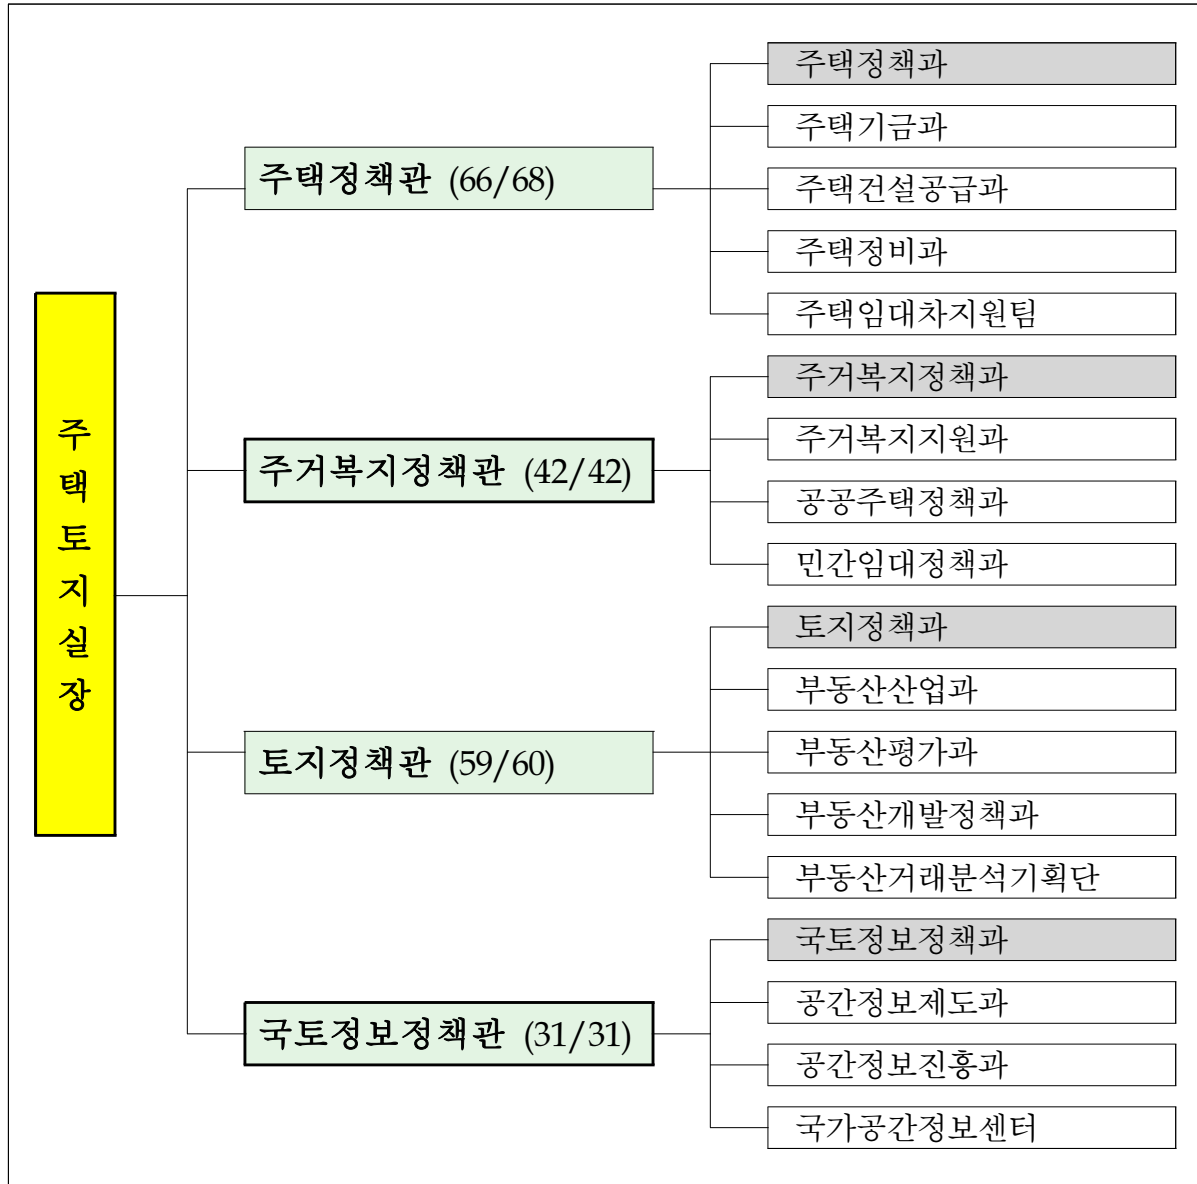 주택토지실장
주택정책관 (66/68)
주택정책과
주택기금과
주택건설공급과
주택정비과
주택임대차지원팀
주거복지정책관 (42/42)
주거복지정책과
주거복지지원과
공공주택정책과
민간임대정책과
토지정책관 (59/60)
토지정책과
부동산산업과
부동산평가과
부동산개발정책과
부동산거래분석기획단
국토정보정책관 (31/31)
국토정보정책과
공간정보제도과
공간정보진흥과
국가공간정보센터